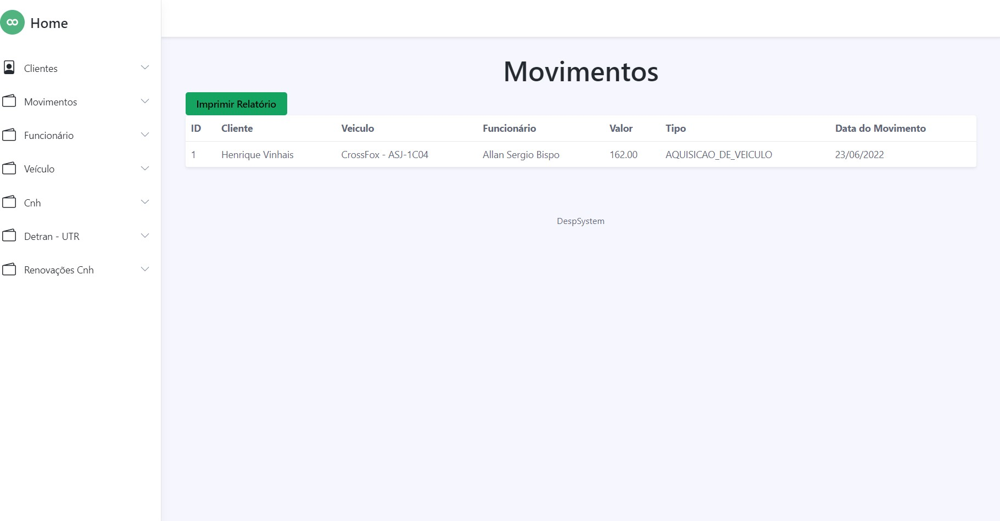 Home
Clientes
Movimentos
Funcionário
Veículo
Cnh
Detran - UTR
Renovações Cnh
Movimentos
Imprimir Relatório
ID Cliente Veiculo Funcionário Valor Tipo Data do Movimento
1 Henrique Vinhais CrossFox - ASJ-1C04 Allan Sergio Bispo 162.00 AQUISICAO_DE_VEICULO 23/06/2022
DespSystem